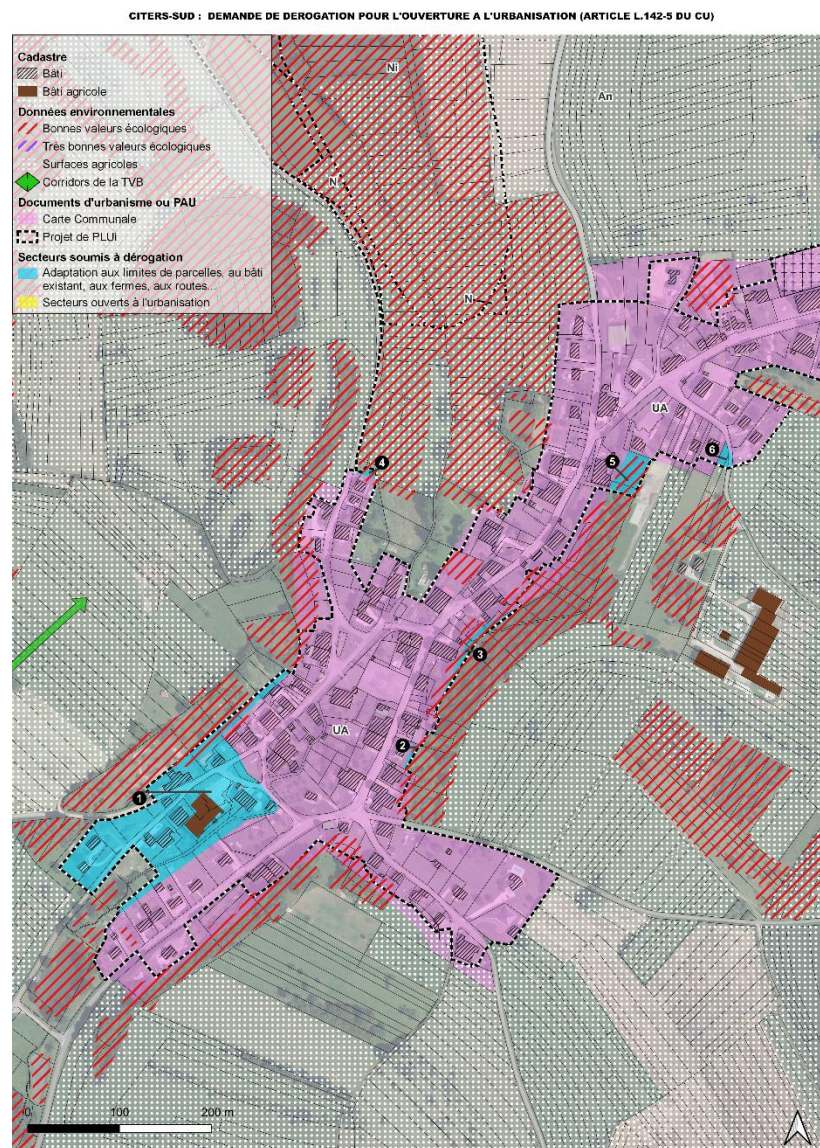 CITERS-SUD : DEMANDE DE DEROGATION POUR L'OUVERTURE A L'URBANISATION (ARTICLE L.142-5 DU CU)
Cadastre
Bâti
Bâti agricole
Données environnementales
Bonnes valeurs écologiques
Très bonnes valeurs écologiques
Surfaces agricoles
Corridors de la TVB
Documents d'urbanisme ou PAU
Carte Communale
Projet de PLUi
Secteurs soumis à dérogation
Adaptation aux limites de parcelles, au bâti
existant, aux fermes, aux routes...
Secteurs ouverts à l'urbanisation
Ni
An
N
N
UA
4
5
6
3
UA
2
1
0 100 200 m